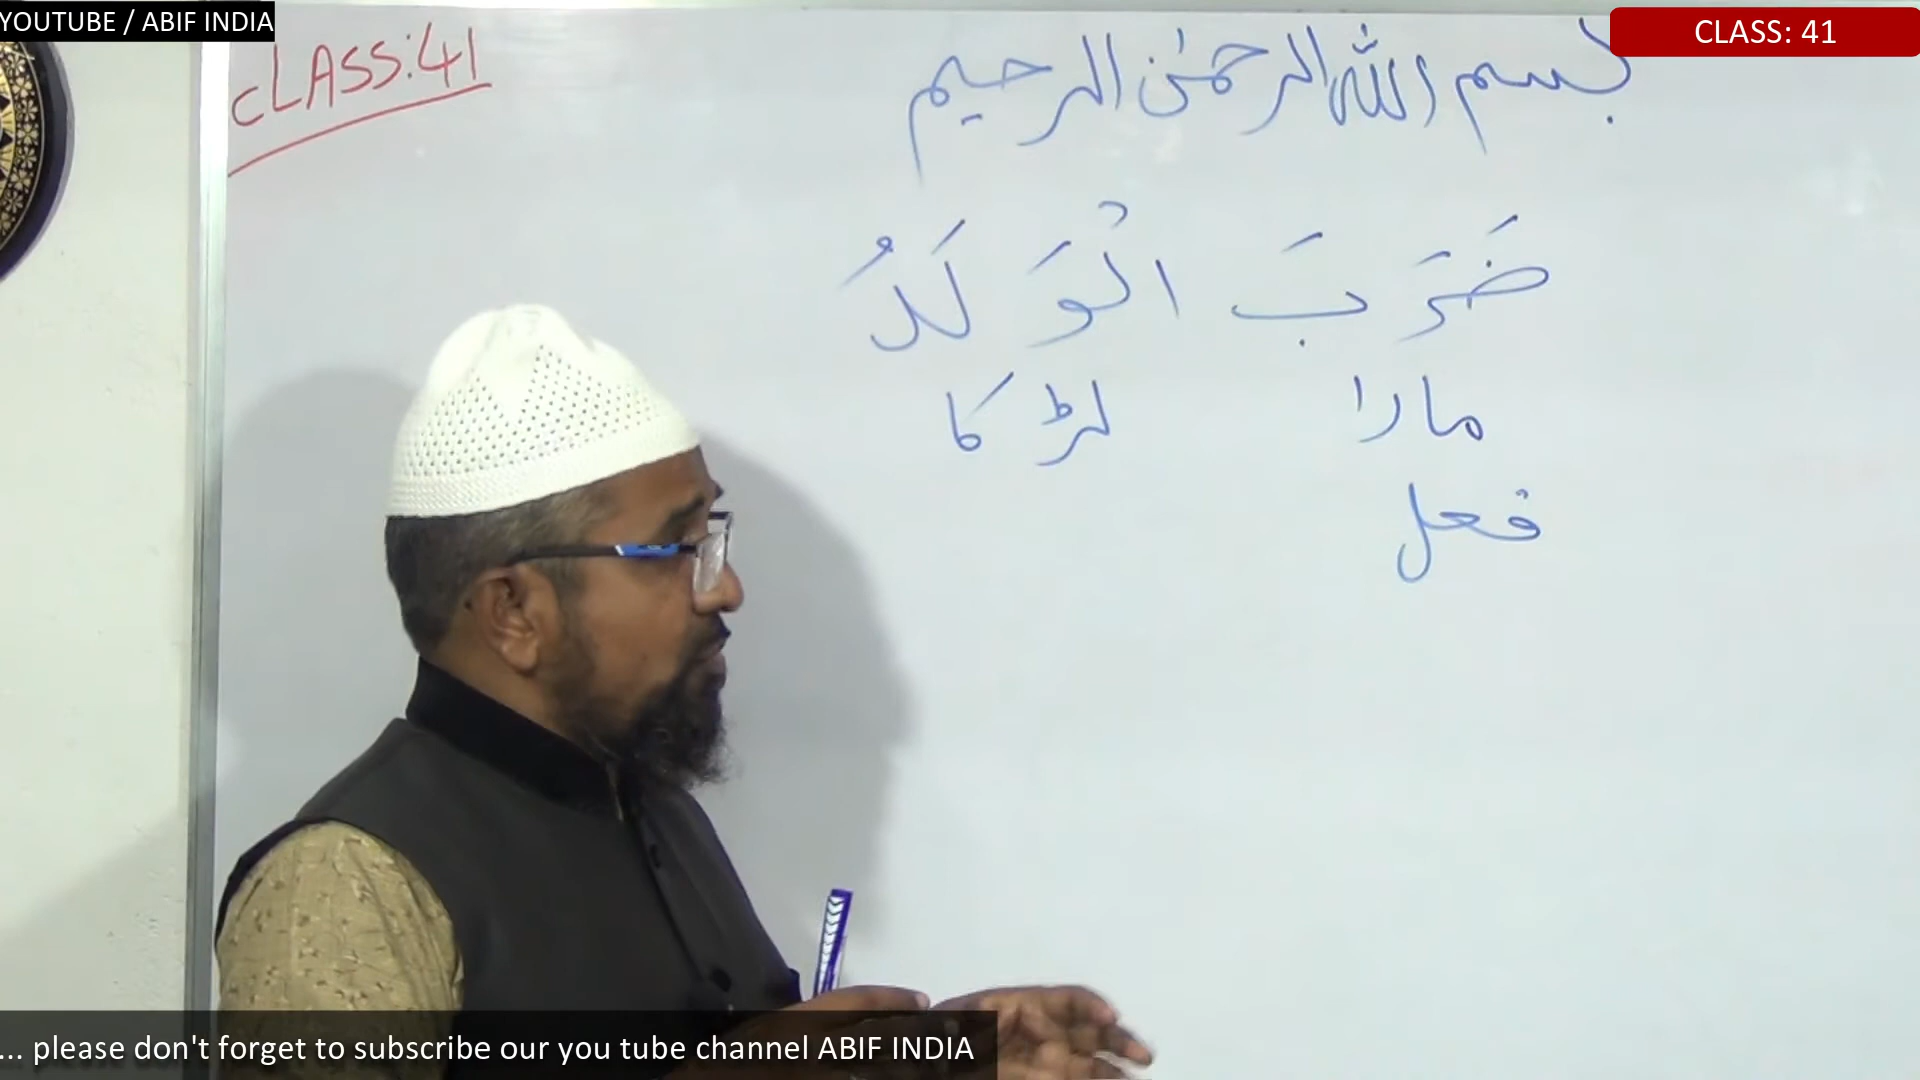 YOUTUBE / ABIF INDIA
CLASS: 41
CLASS:41
بسم اللہ الرحمٰن الرحیم
ضَرَبَ الْوَلَدُ
مارا لڑکا
فعل
... please don't forget to subscribe our you tube channel ABIF INDIA